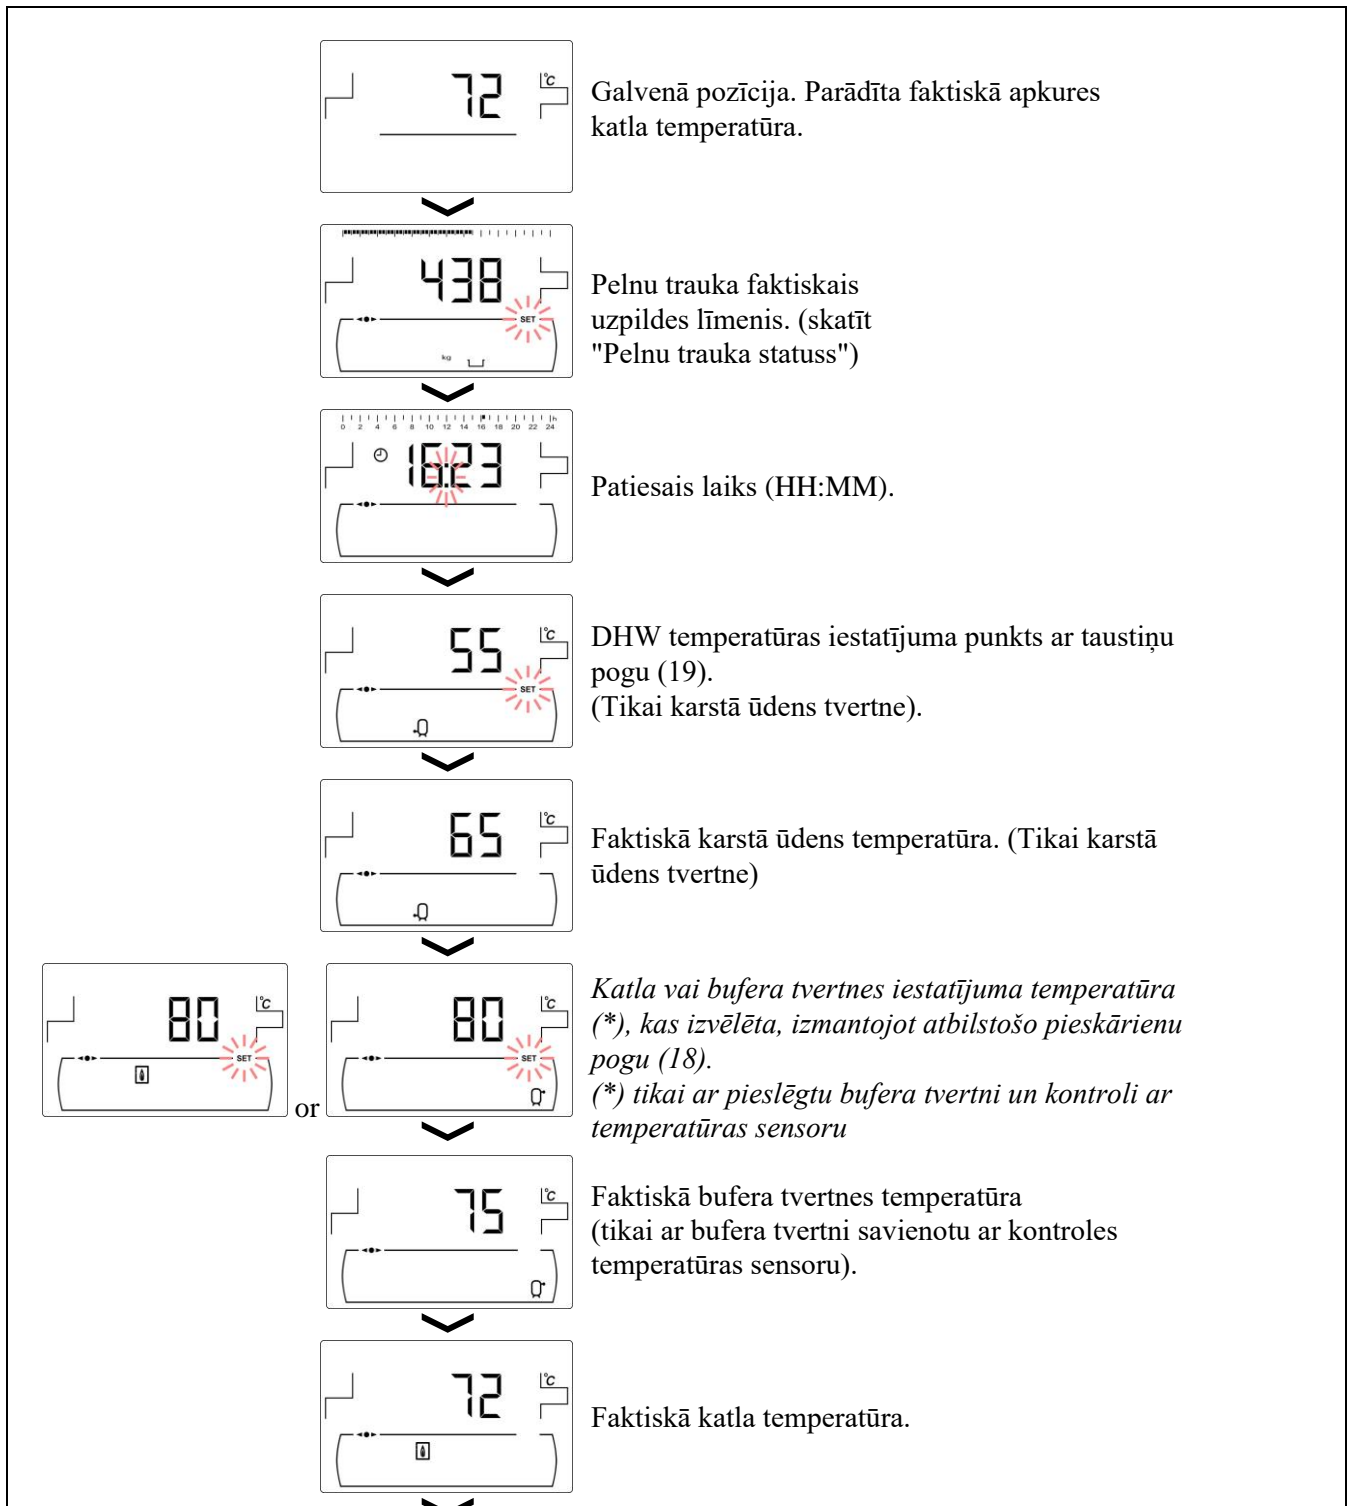 72 °C
Galvenā pozīcija. Parādīta faktiskā apkures
katla temperatūra.
438
SET
kg
Pelnu trauka faktiskais
uzpildes līmenis. (skatīt
"Pelnu trauka statuss")
h
0 2 4 6 8 10 12 14 16 18 20 22 24
16:23
Patiesais laiks (HH:MM).
55 °C
SET
DHW temperatūras iestatījuma punkts ar taustiņu
pogu (19).
(Tikai karstā ūdens tvertne).
65 °C
Faktiskā karstā ūdens temperatūra. (Tikai karstā
ūdens tvertne)
80 °C
SET
or
80 °C
SET
Katla vai bufera tvertnes iestatījuma temperatūra
(*), kas izvēlēta, izmantojot atbilstošo pieskārienu
pogu (18).
(*) tikai ar pieslēgtu bufera tvertni un kontroli ar
temperatūras sensoru
75 °C
Faktiskā bufera tvertnes temperatūra
(tikai ar bufera tvertni savienotu ar kontroles
temperatūras sensoru).
72 °C
Faktiskā katla temperatūra.